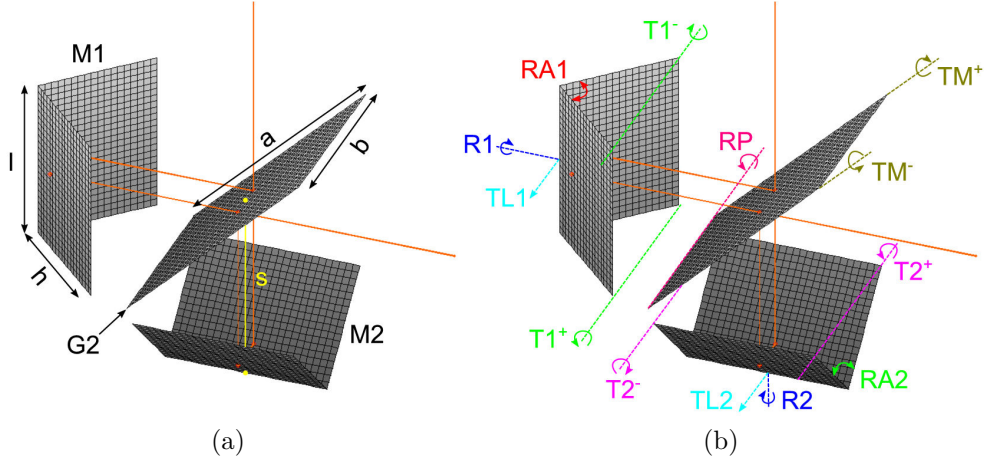 M1
a
b
l
h
s
G2
M2
(a)
T1⁻
RA1
TM⁺
R1
RP
TM⁻
TL1
T2⁺
T1⁺
T2⁻
RA2
TL2
R2
(b)